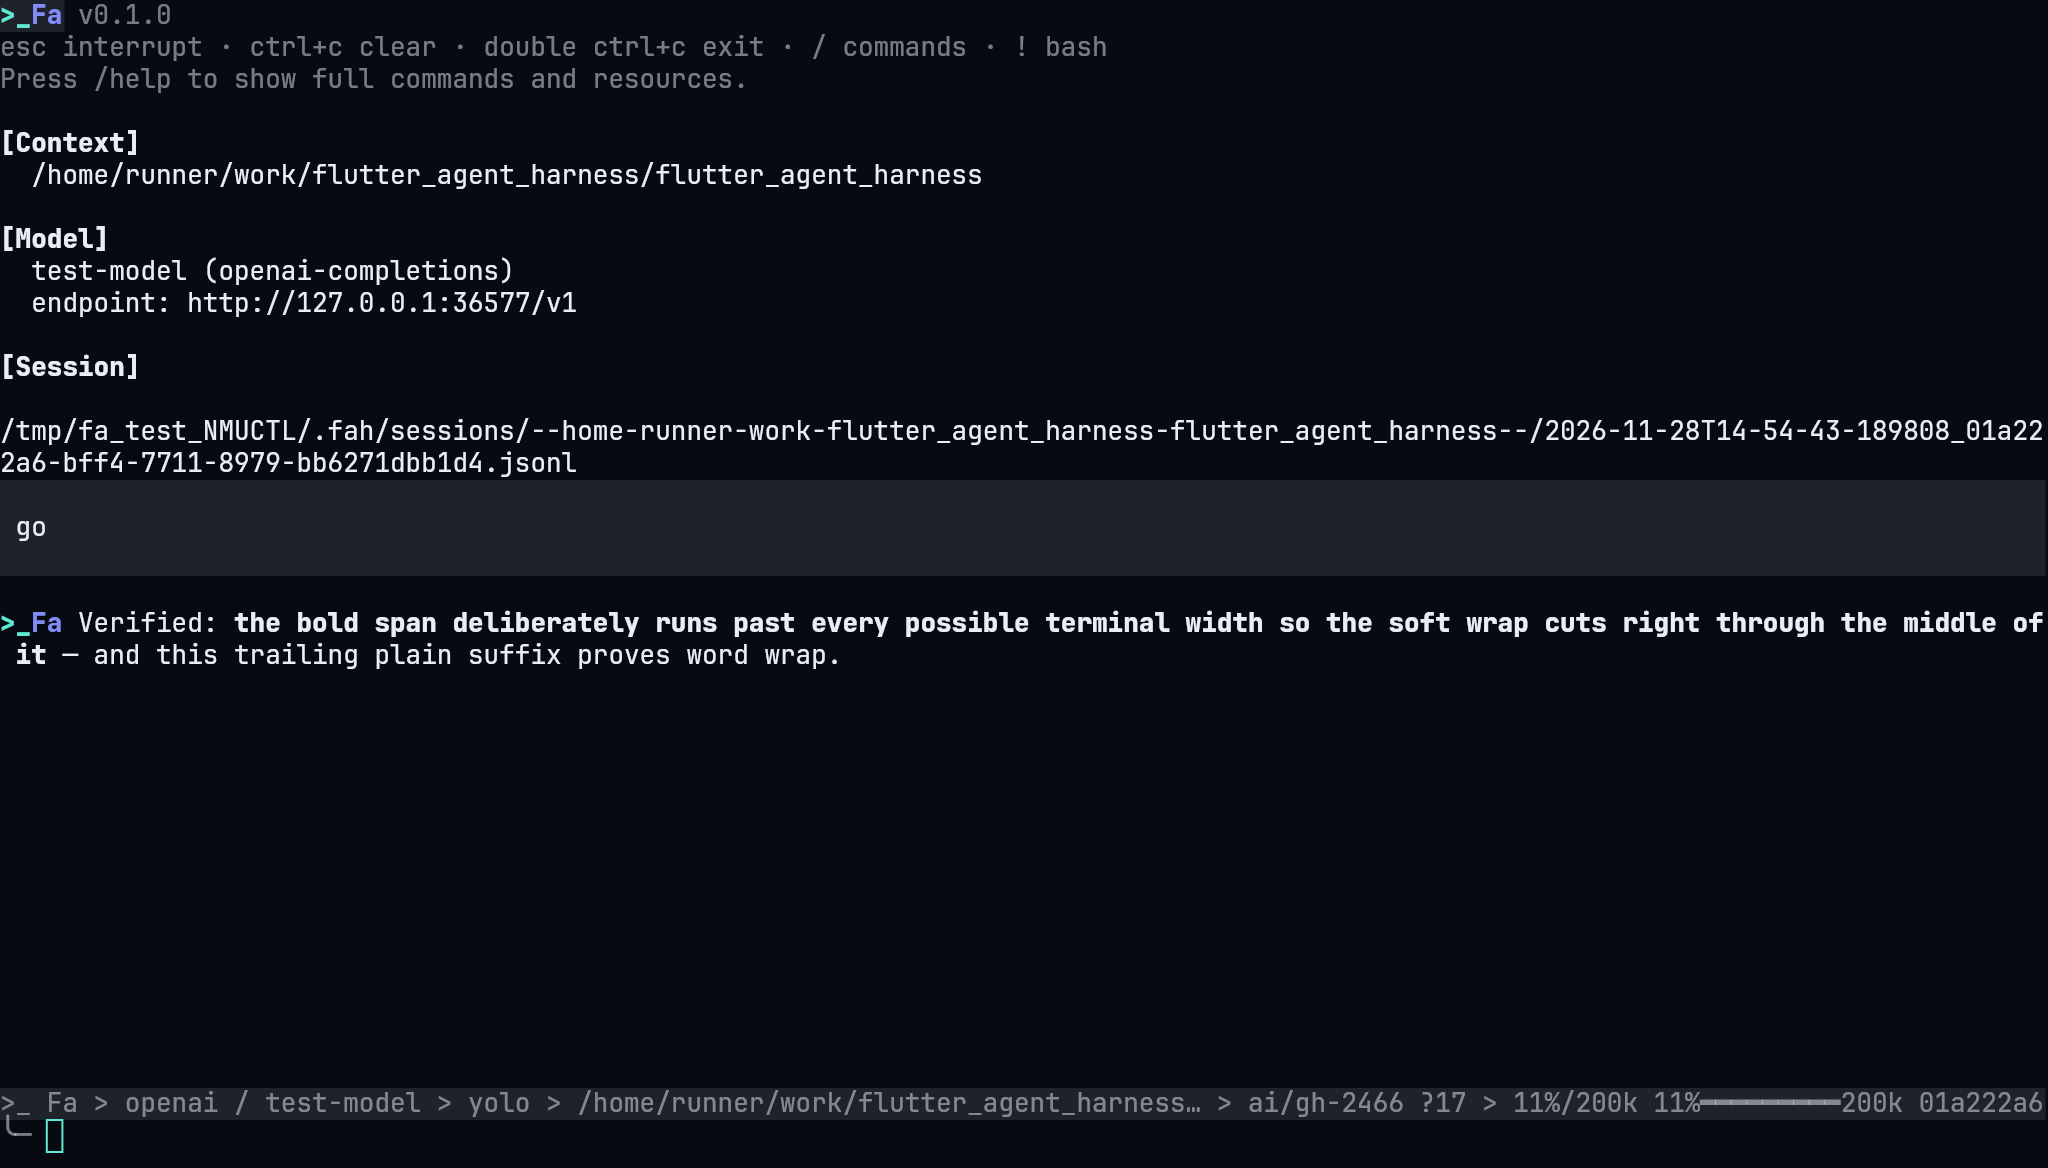 >_Fa v0.1.0
esc interrupt · ctrl+c clear · double ctrl+c exit · / commands · ! bash
Press /help to show full commands and resources.
[Context]
/home/runner/work/flutter_agent_harness/flutter_agent_harness
[Model]
test-model (openai-completions)
endpoint: http://127.0.0.1:36577/v1
[Session]
/tmp/fa_test_NMUCTL/.fah/sessions/--home-runner-work-flutter_agent_harness-flutter_agent_harness--/2026-11-28T14-54-43-189808_01a22
2a6-bff4-7711-8979-bb6271dbb1d4.jsonl
go
>_Fa Verified: the bold span deliberately runs past every possible terminal width so the soft wrap cuts right through the middle of
it — and this trailing plain suffix proves word wrap.
>_ Fa > openai / test-model > yolo > /home/runner/work/flutter_agent_harness… > ai/gh-2466 ?17 > 11%/200k 11%━━━━━━━━━200k 01a222a6
╰─